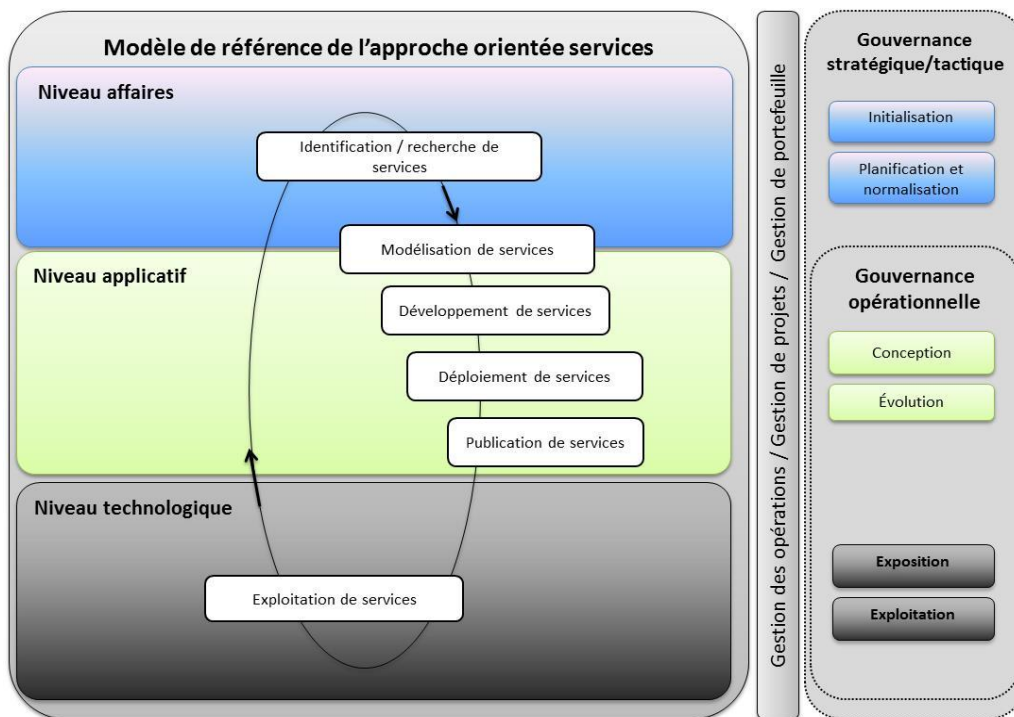 Modèle de référence de l’approche orientée services
Niveau affaires
Identification / recherche de
services
Modélisation de services
Niveau applicatif
Développement de services
Déploiement de services
Publication de services
Niveau technologique
Exploitation de services
Gestion des opérations / Gestion de projets / Gestion de portefeuille
Gouvernance
stratégique/tactique
Initialisation
Planification et
normalisation
Gouvernance
opérationnelle
Conception
Évolution
Exposition
Exploitation